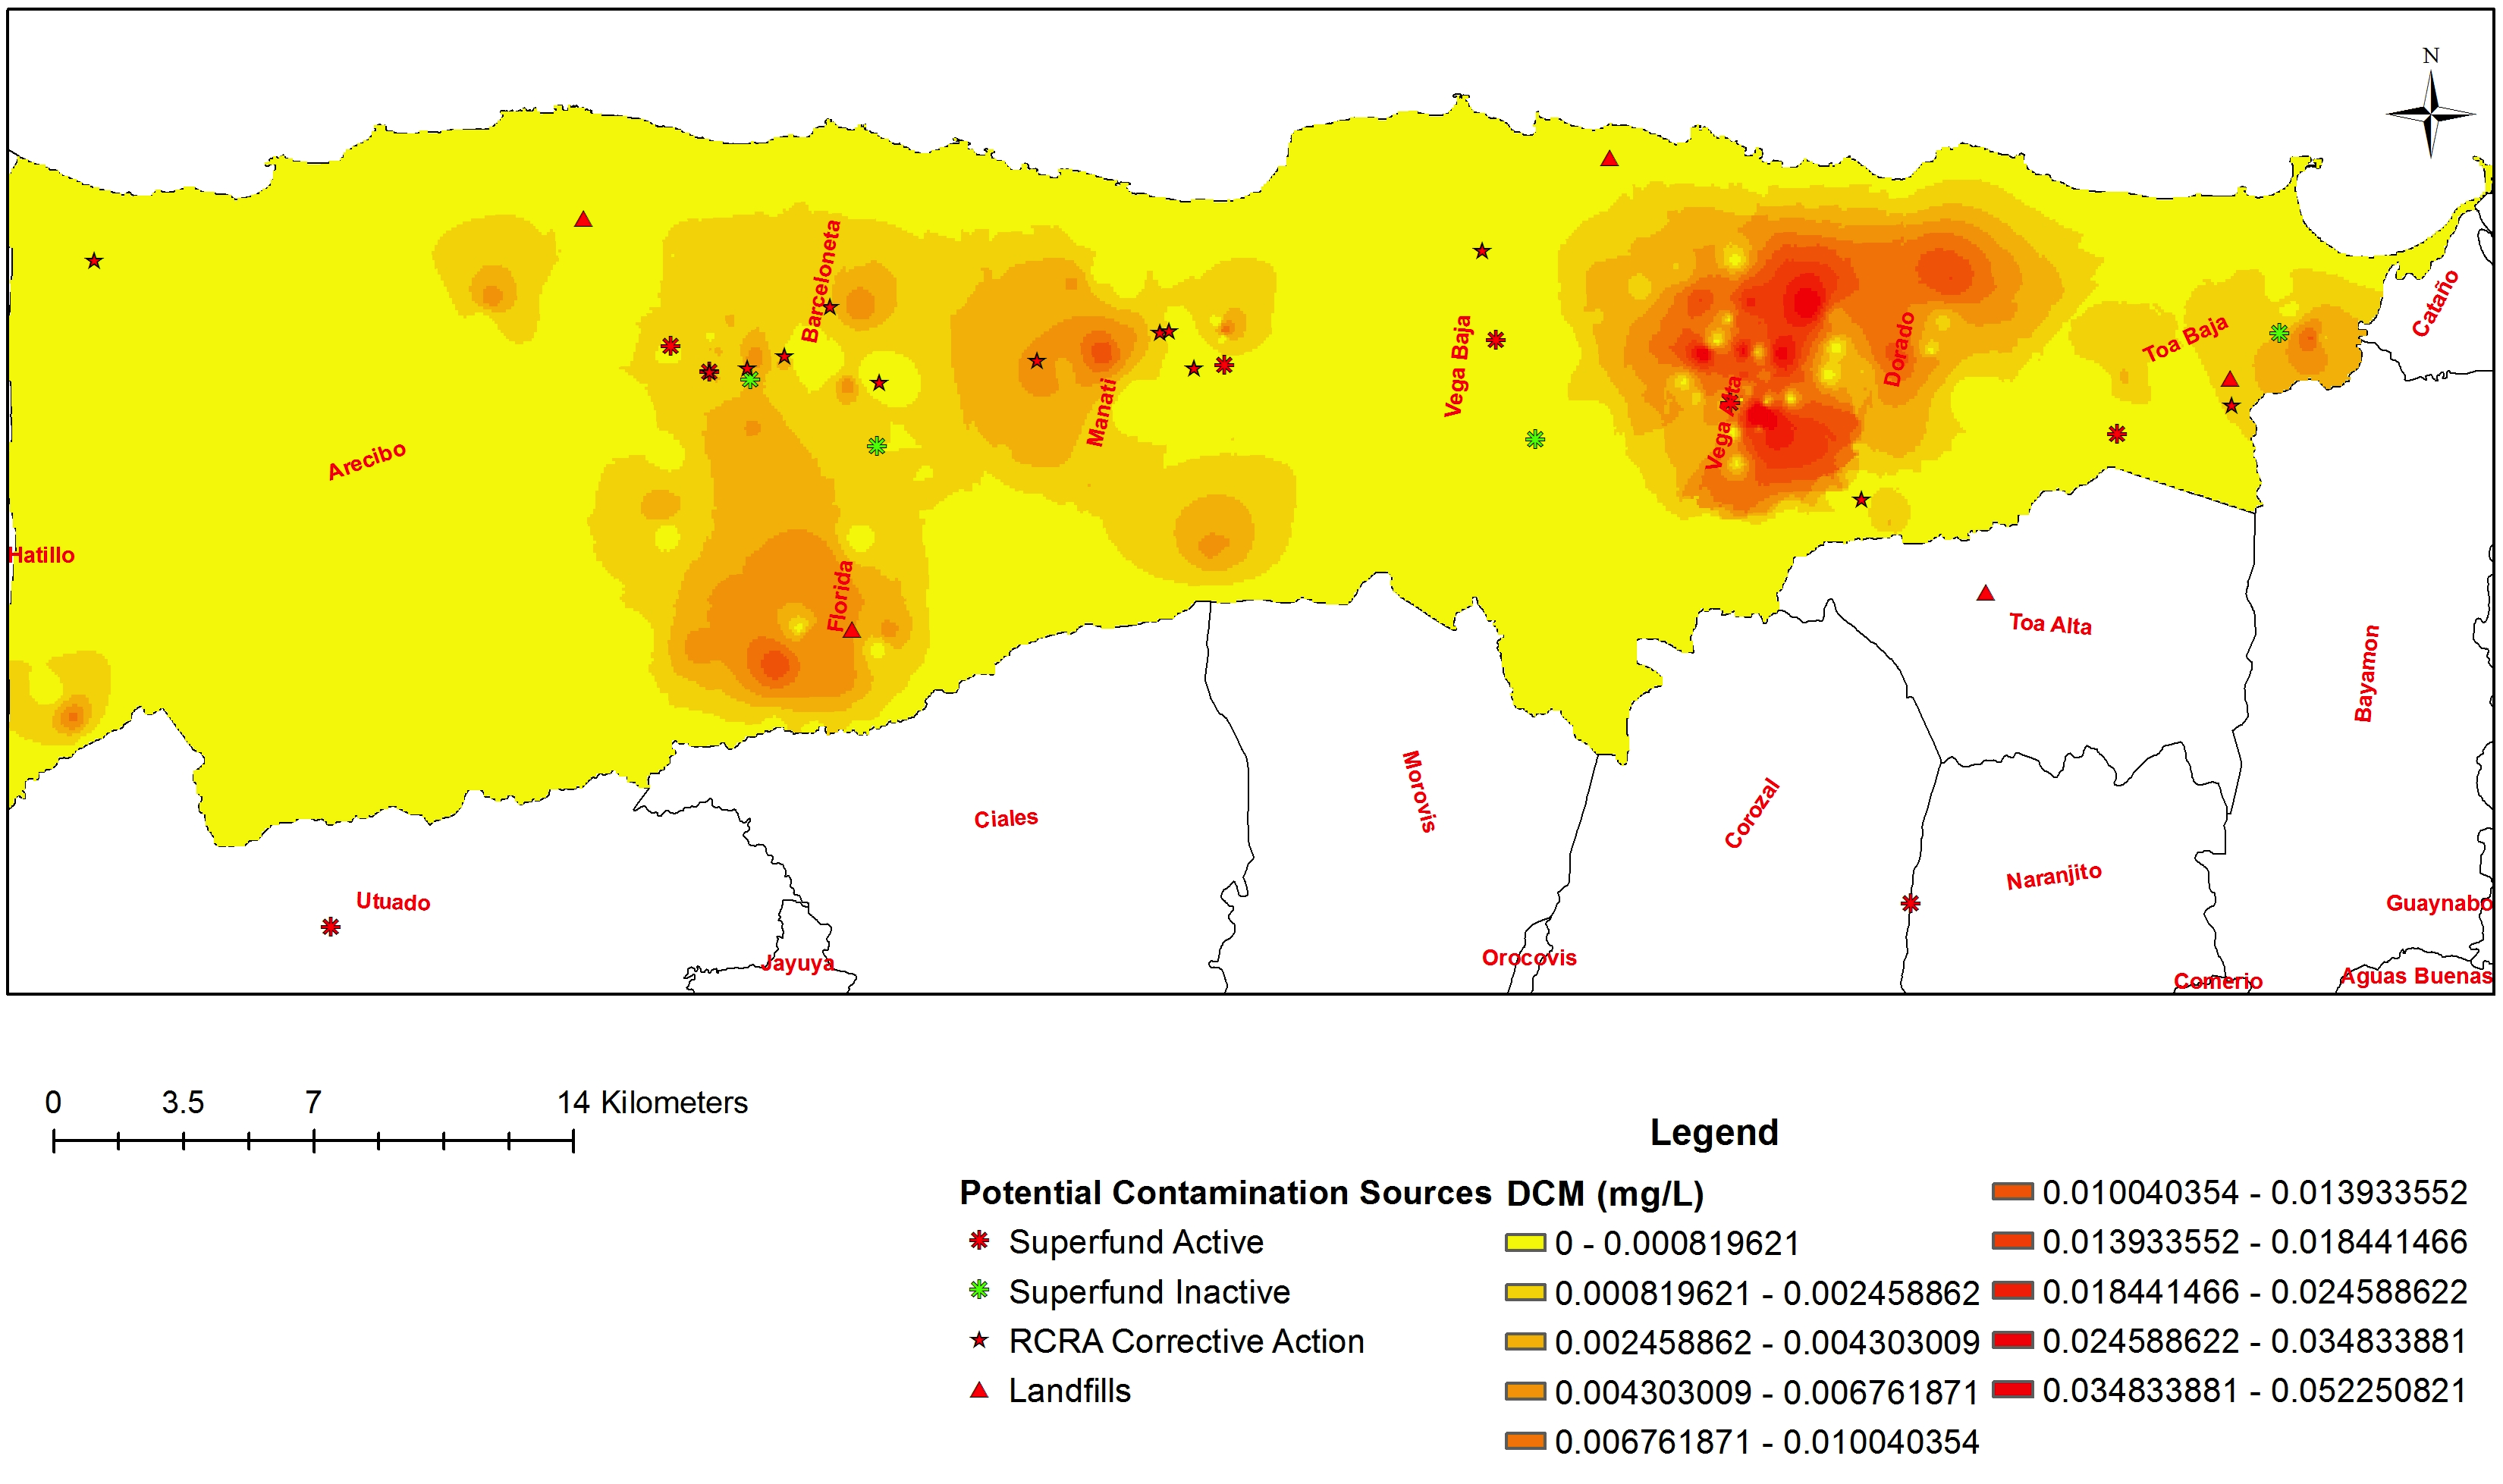 N
Cataño
Barceloneta
Toa Baja
Dorado
Vega Baja
Manati
Vega Alta
Arecibo
Hatillo
Florida
Toa Alta
Bayamon
Morovis
Ciales
Corozal
Naranjito
Utuado
Guaynabo
Jayuya
Orocovis
Comerio
Aguas Buenas
0 3.5 7 14 Kilometers
Legend
Potential Contamination Sources
Superfund Active
Superfund Inactive
RCRA Corrective Action
Landfills
DCM (mg/L)
0 - 0.000819621
0.000819621 - 0.002458862
0.002458862 - 0.004303009
0.004303009 - 0.006761871
0.006761871 - 0.010040354
0.010040354 - 0.013933552
0.013933552 - 0.018441466
0.018441466 - 0.024588622
0.024588622 - 0.034833881
0.034833881 - 0.052250821